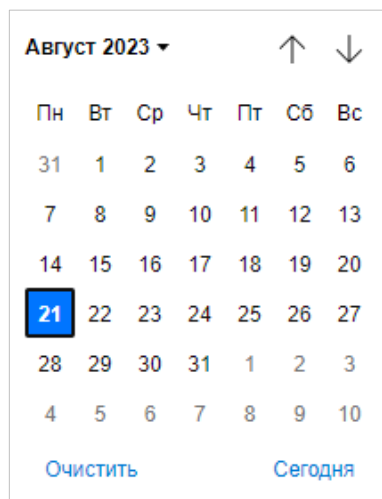 Август 2023
Пн Вт Ср Чт Пт Сб Вс
31 1 2 3 4 5 6
7 8 9 10 11 12 13
14 15 16 17 18 19 20
21 22 23 24 25 26 27
28 29 30 31 1 2 3
4 5 6 7 8 9 10
Очистить Сегодня